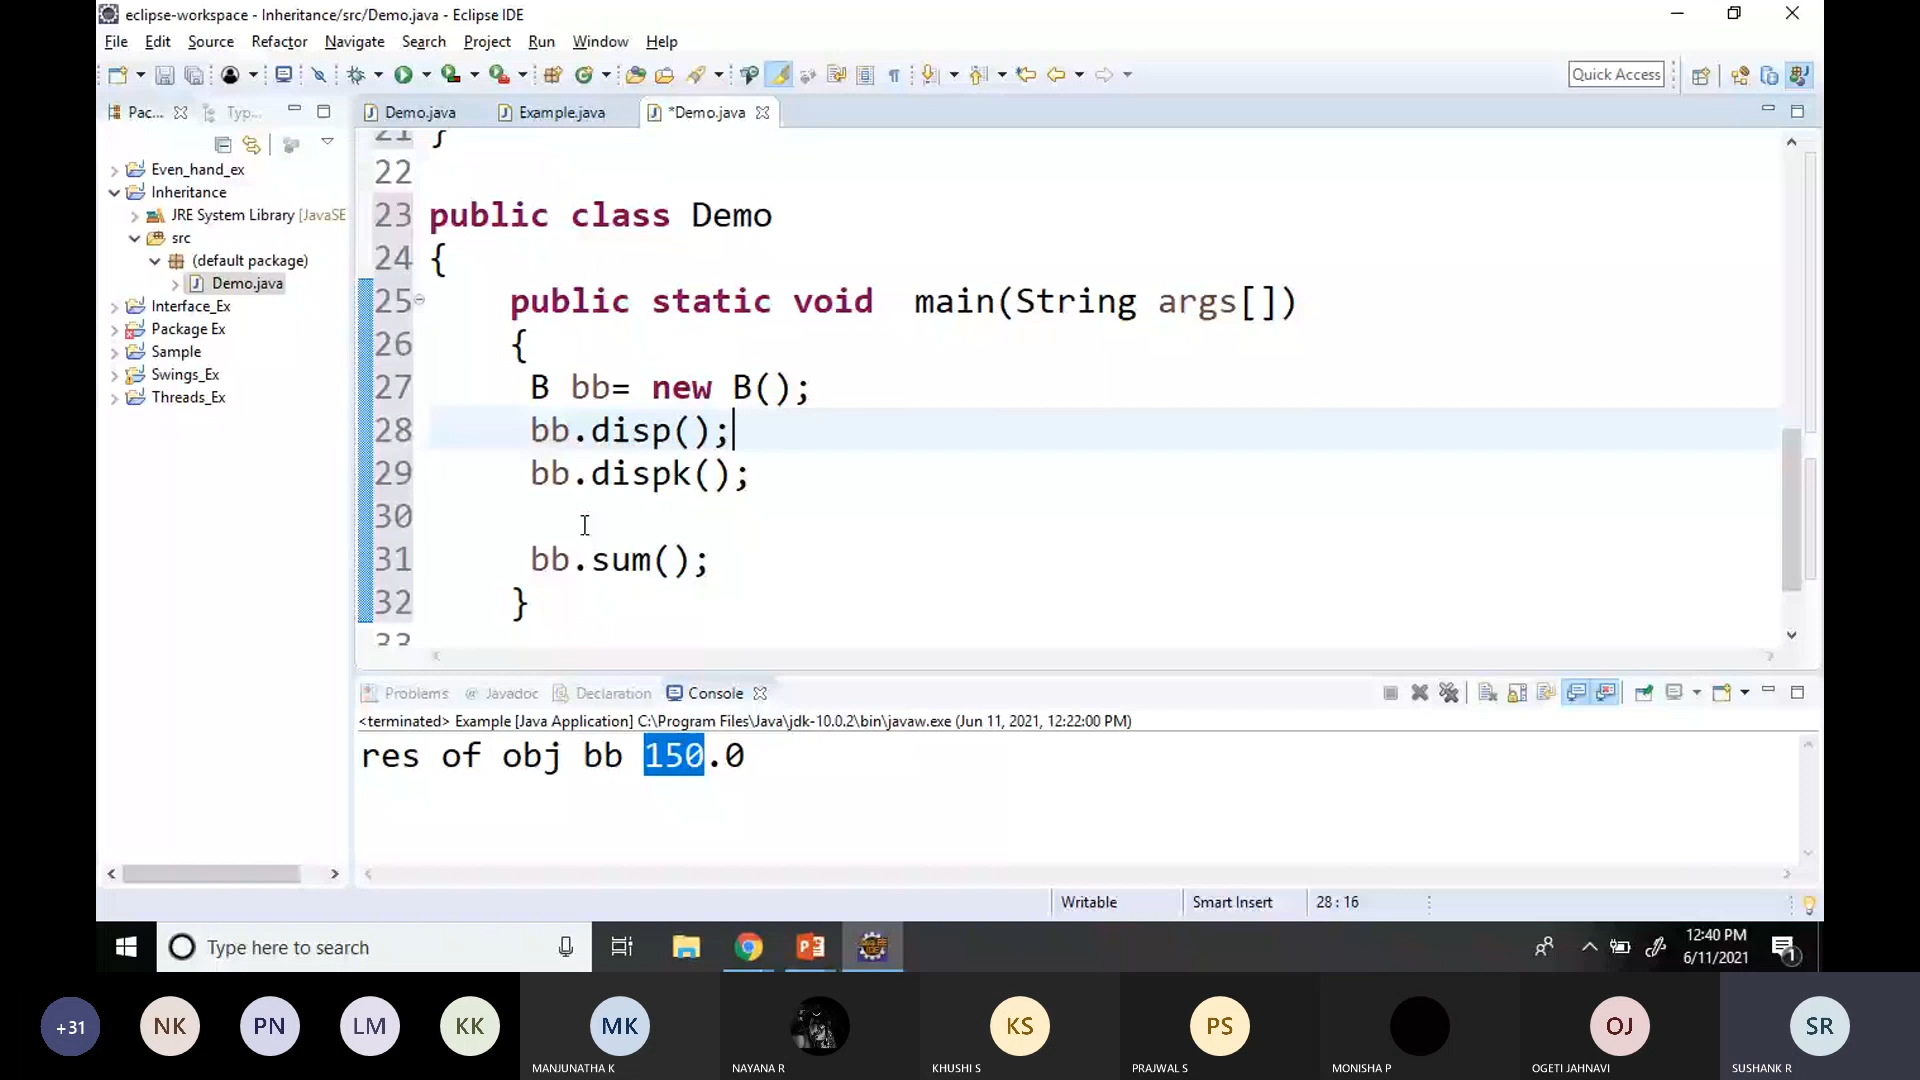 eclipse-workspace - Inheritance/src/Demo.java - Eclipse IDE
File Edit Source Refactor Navigate Search Project Run Window Help
Quick Access
Pac... Typ... Demo.java Example.java *Demo.java
Even_hand_ex
Inheritance
JRE System Library [JavaSE
src
(default package)
Demo.java
Interface_Ex
Package Ex
Sample
Swings_Ex
Threads_Ex
21 }
22
23 public class Demo
24 {
25 public static void main(String args[])
26 {
27 B bb= new B();
28 bb.disp();
29 bb.dispk();
30
31 bb.sum();
32 }
33
Problems @ Javadoc Declaration Console
<terminated> Example [Java Application] C:\Program Files\Java\jdk-10.0.2\bin\javaw.exe (Jun 11, 2021, 12:22:00 PM)
res of obj bb 150.0
Writable Smart Insert 28 : 16
Type here to search
12:40 PM
6/11/2021
1
+31 NK PN LM KK MK KS PS OJ SR
MANJUNATHA K NAYANA R KHUSHI S PRAJWAL S MONISHA P OGETI JAHNAVI SUSHANK R